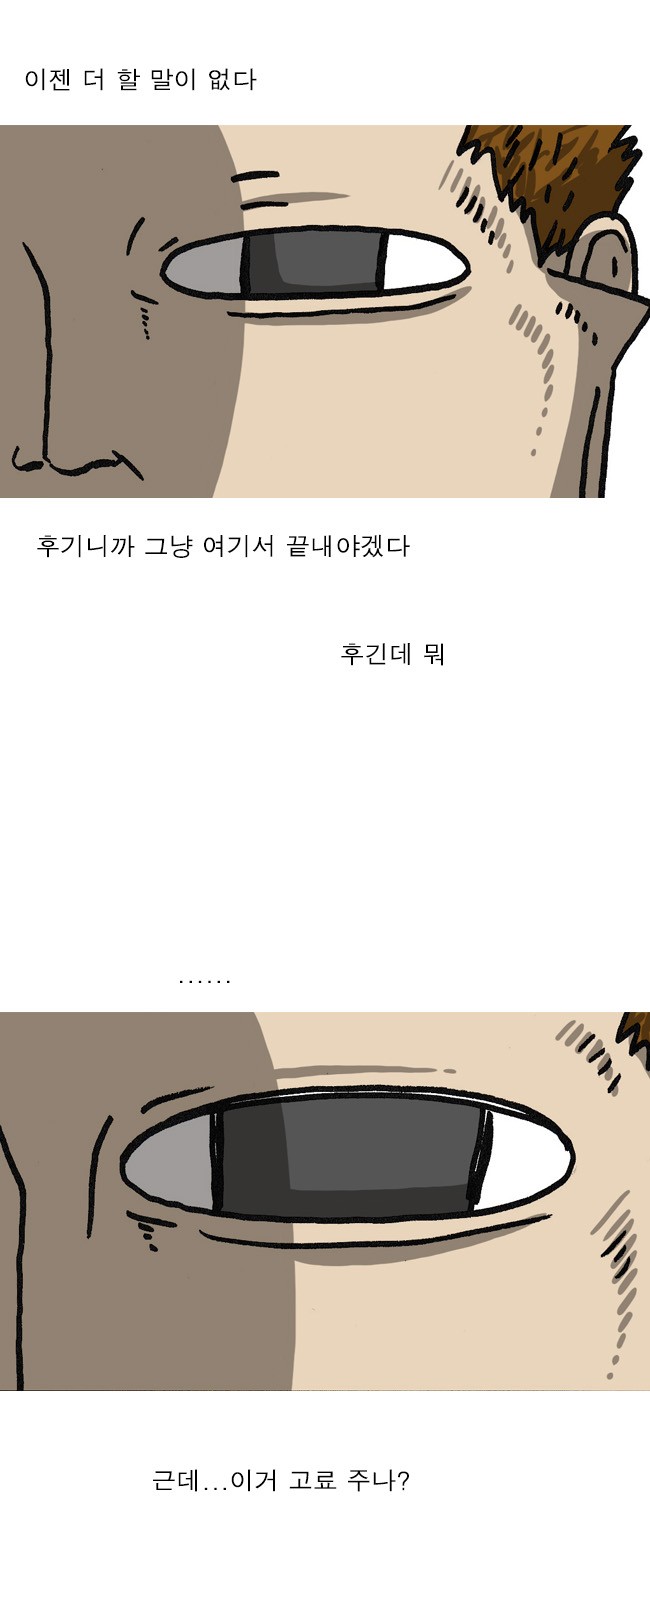 이젠 더 할 말이 없다
후기니까 그냥 여기서 끝내야겠다
후긴데 뭐
......
근데...이거 고료 주나?